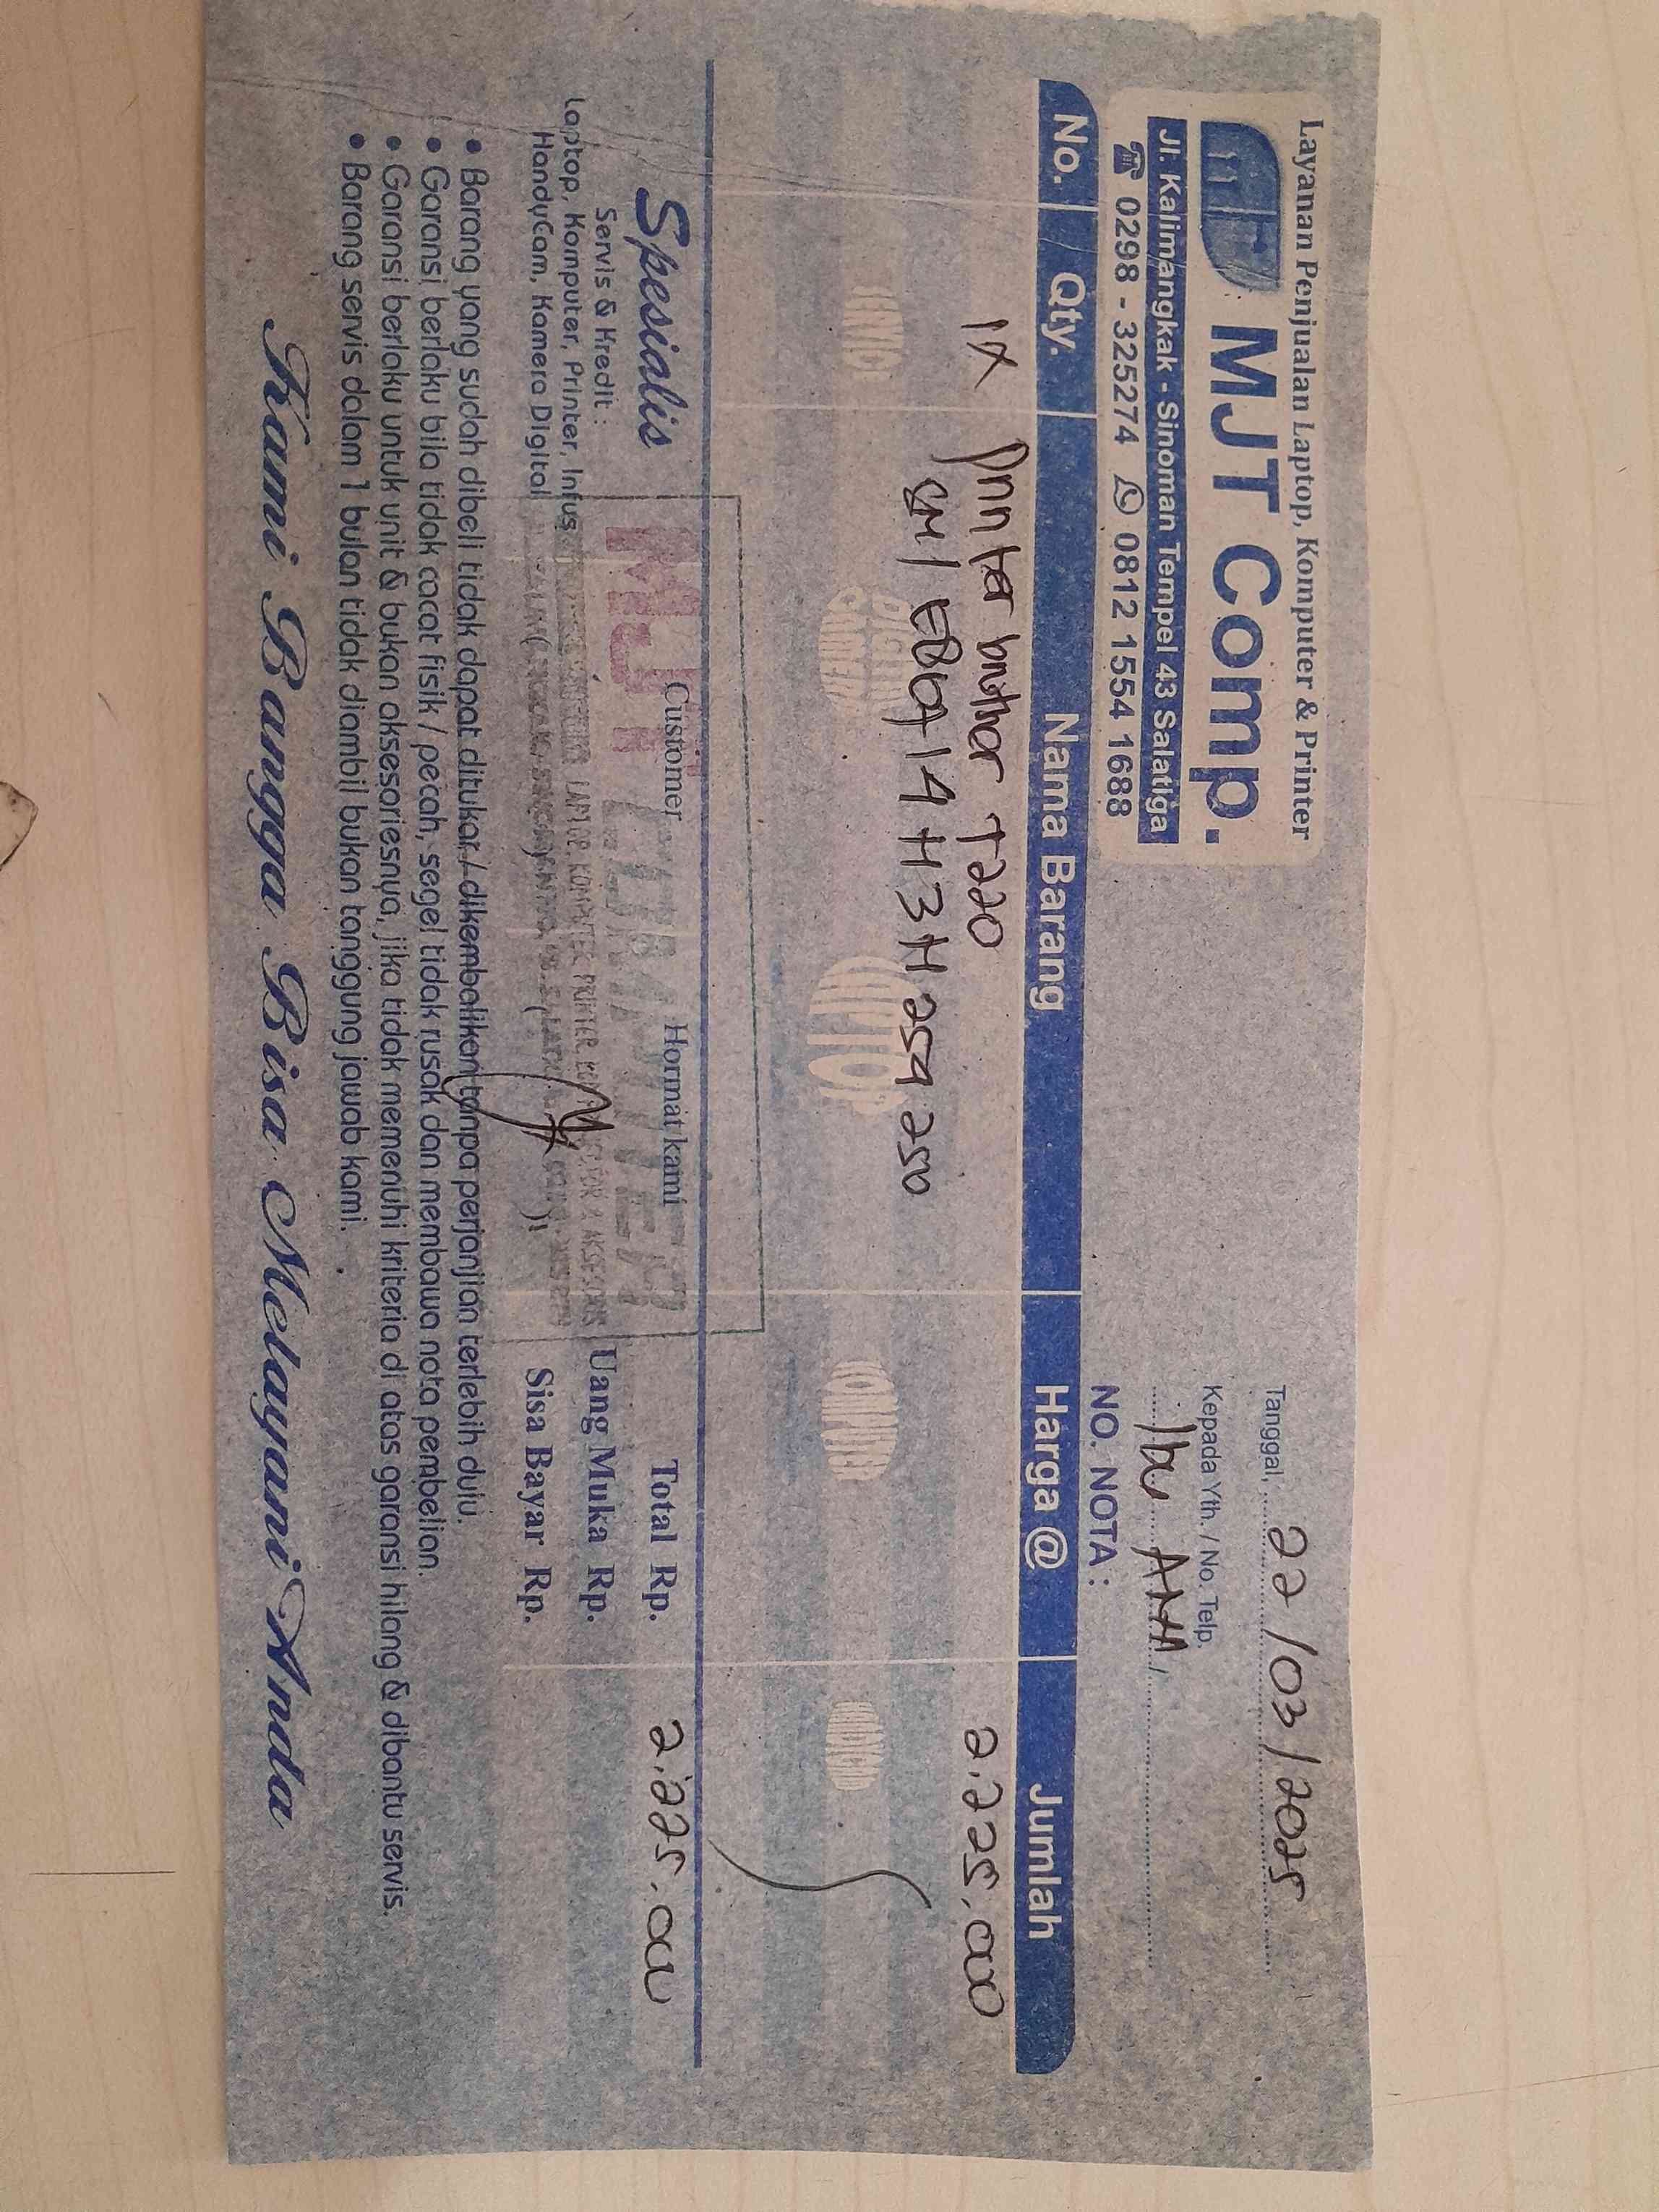 Layanan Penjualan Laptop, Komputer & Printer
MJT Comp.
Jl. Kalimangkak - Sinoman Tempel 43 Salatiga
0298 - 325274 0812 1554 1688
Tanggal, 22/03/2025
Kepada Yth. / No. Telp.
Ibu ANA
NO. NOTA :
No. Qty. Nama Barang Harga @ Jumlah
1x Printer brother T220 2.225.000
SN/ 259250
Spesialis
Servis & Kredit :
Laptop, Komputer, Printer, Infus
HandyCam, Kamera Digital
Customer
Hormat kami
MJT COMPUTER
Total Rp. 2.225.000
Uang Muka Rp.
Sisa Bayar Rp.
• Barang yang sudah dibeli tidak dapat ditukar / dikembalikan tanpa perjanjian terlebih dulu.
• Garansi berlaku bila tidak cacat fisik / pecah, segel tidak rusak dan membawa nota pembelian.
• Garansi berlaku untuk unit & bukan aksesoriesnya, jika tidak memenuhi kriteria di atas garansi hilang & dibantu servis.
• Barang servis dalam 1 bulan tidak diambil bukan tanggung jawab kami.
Kami Bangga Bisa Melayani Anda